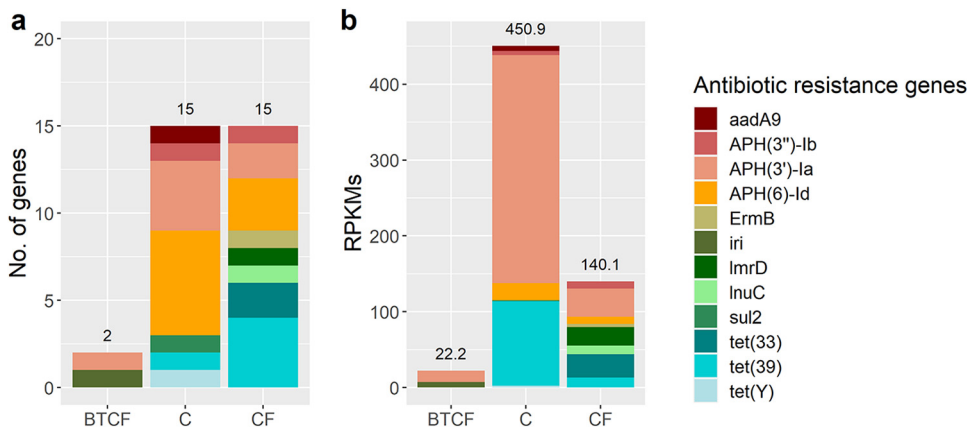 a
No. of genes
20
15
10
5
0
2
15
15
BTCF
C
CF
b
RPKMs
400
300
200
100
0
22.2
450.9
140.1
BTCF
C
CF
Antibiotic resistance genes
aadA9
APH(3'')-Ib
APH(3')-Ia
APH(6)-Id
ErmB
iri
lmrD
lnuC
sul2
tet(33)
tet(39)
tet(Y)